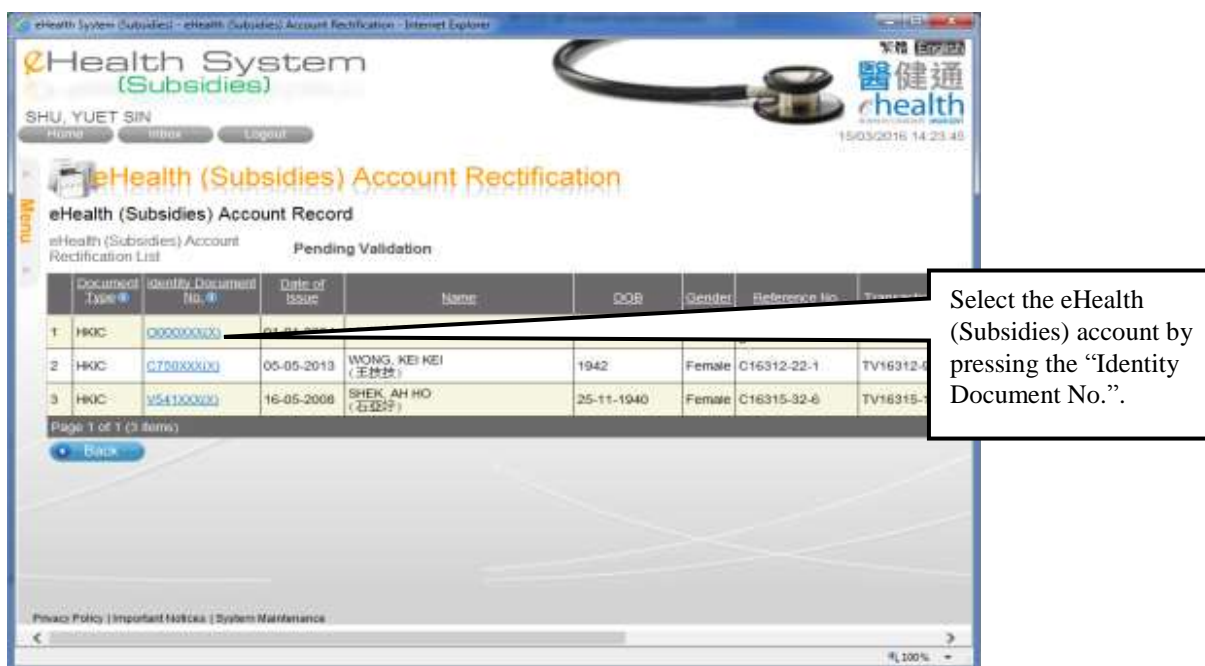 eHealth System (Subsidies) - eHealth (Subsidies) Account Rectification - Internet Explorer
eHealth System
(Subsidies)
繁體 English
醫健通
ehealth
SHU, YUET SIN
Home Inbox Logout
15/03/2016 14:23:45
eHealth (Subsidies) Account Rectification
Menu
eHealth (Subsidies) Account Record
eHealth (Subsidies) Account
Rectification List
Pending Validation
Document Type Identity Document No. Date of Issue Name DOB Gender Reference No.
1 HKIC
2 HKIC C750XXX(X) 05-05-2013 WONG, KEI KEI 1942 Female C16312-22-1 TV16312-
3 HKIC V541XXX(X) 16-05-2008 SHEK, AH HO 25-11-1940 Female C16315-32-6 TV16315-
Page 1 of 1 (3 items)
Back
Select the eHealth
(Subsidies) account by
pressing the “Identity
Document No.”.
Privacy Policy | Important Notices | System Maintenance
100%